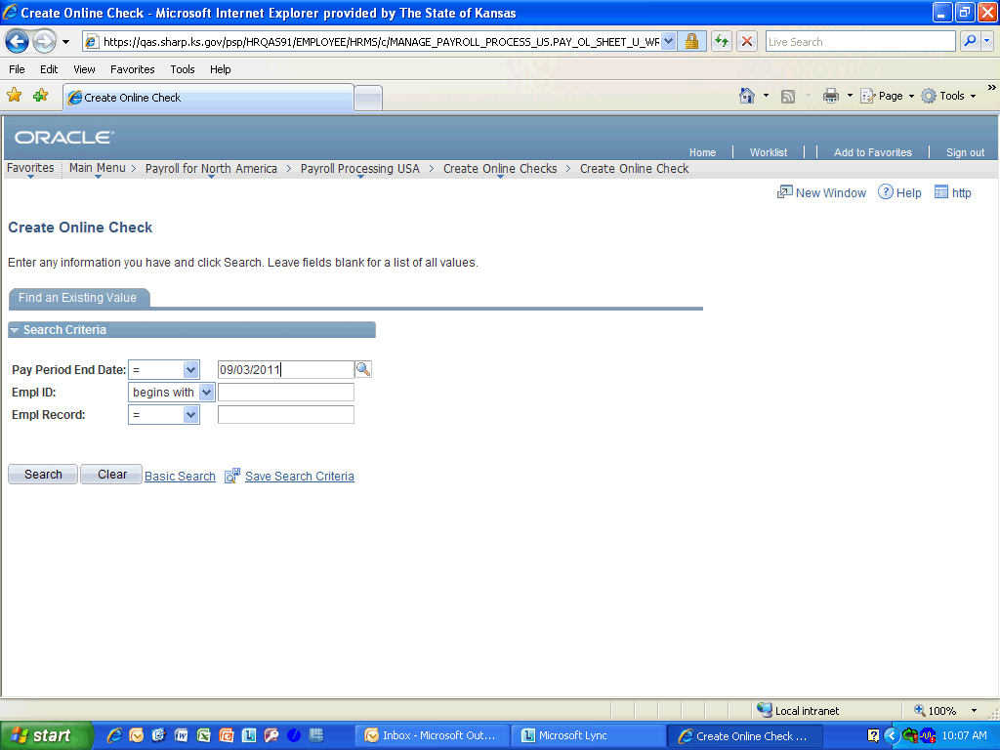 Create Online Check - Microsoft Internet Explorer provided by The State of Kansas
https://qas.sharp.ks.gov/psp/HRQAS91/EMPLOYEE/HRMS/c/MANAGE_PAYROLL_PROCESS_US.PAY_OL_SHEET_U_WR
Live Search
File Edit View Favorites Tools Help
Create Online Check
Page Tools »
ORACLE
Home Worklist Add to Favorites Sign out
Favorites Main Menu > Payroll for North America > Payroll Processing USA > Create Online Checks > Create Online Check
New Window ? Help http
Create Online Check
Enter any information you have and click Search. Leave fields blank for a list of all values.
Find an Existing Value
Search Criteria
Pay Period End Date: = 09/03/2011
Empl ID: begins with
Empl Record: =
Search Clear Basic Search Save Search Criteria
Local intranet 100%
start Inbox - Microsoft Out... Microsoft Lync Create Online Check ... 10:07 AM